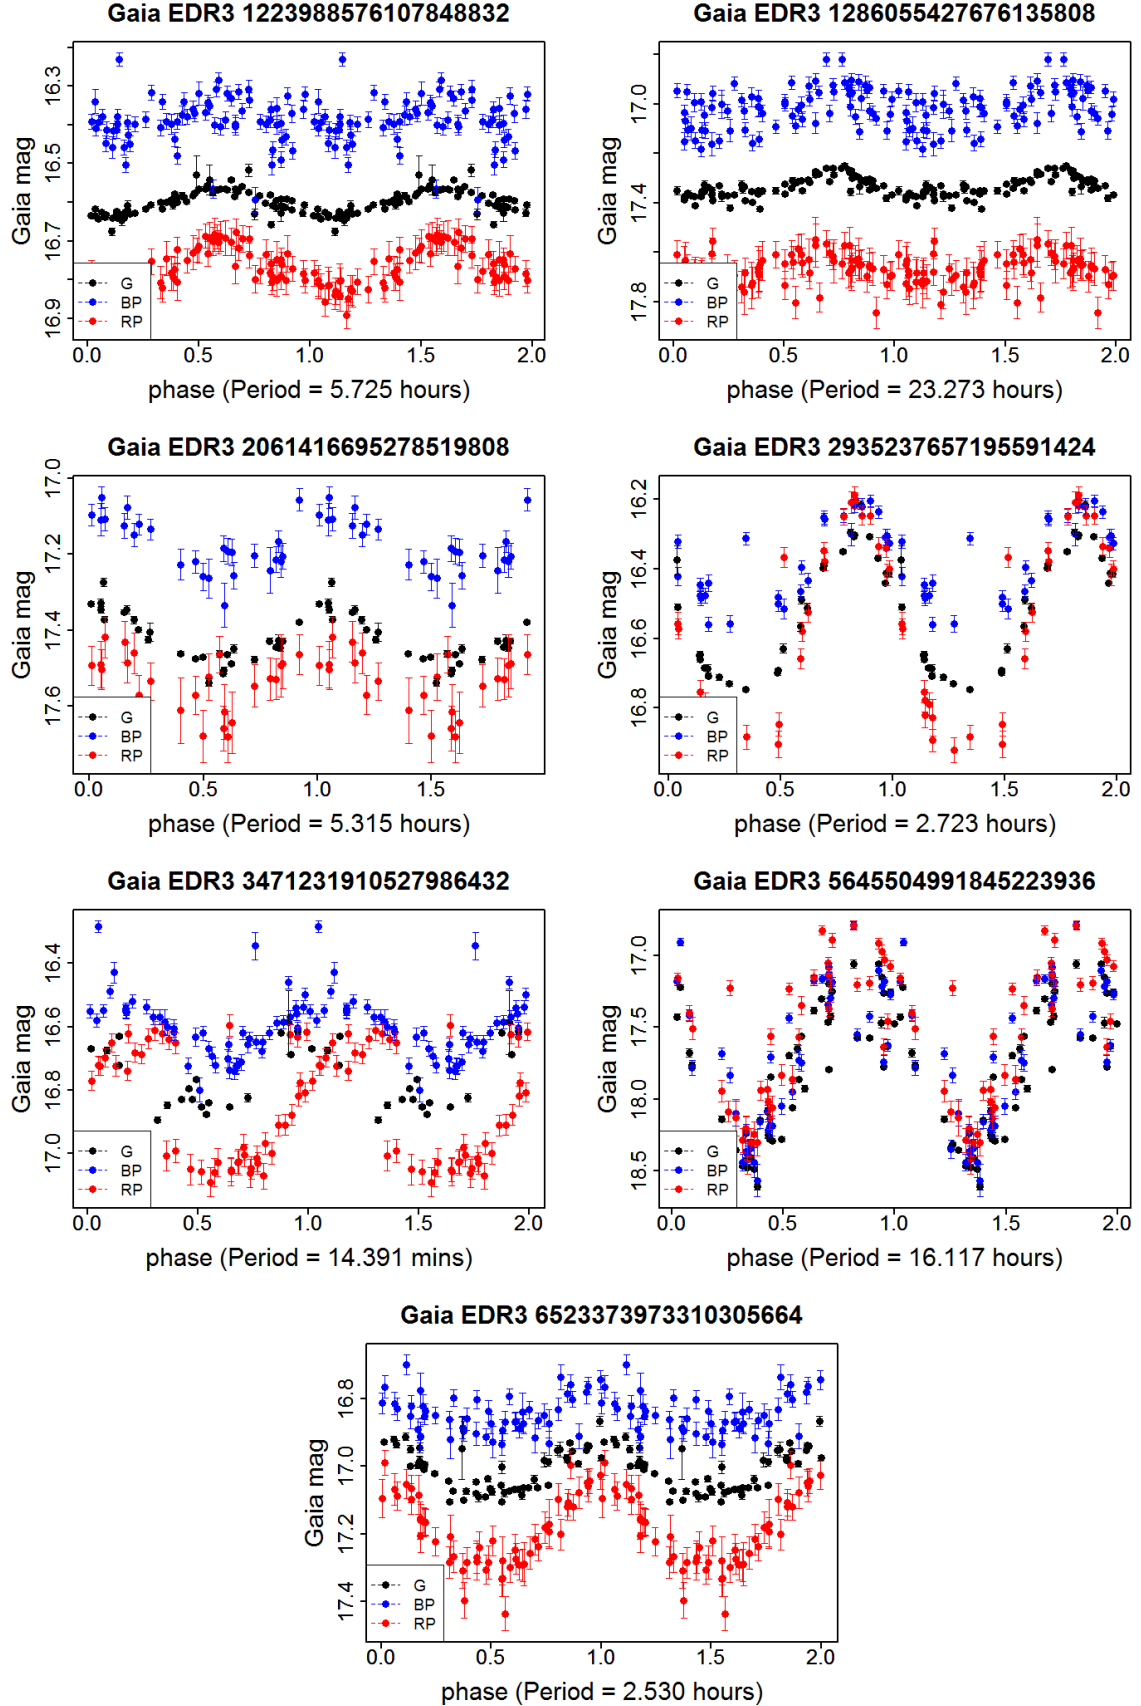 Gaia EDR3 1223988576107848832
Gaia mag
16.3
16.5
16.7
16.9
G
BP
RP
0.0 0.5 1.0 1.5 2.0
phase (Period = 5.725 hours)
Gaia EDR3 1286055427676135808
Gaia mag
17.0
17.4
17.8
G
BP
RP
0.0 0.5 1.0 1.5 2.0
phase (Period = 23.273 hours)
Gaia EDR3 2061416695278519808
Gaia mag
17.0
17.2
17.4
17.6
G
BP
RP
0.0 0.5 1.0 1.5
phase (Period = 5.315 hours)
Gaia EDR3 2935237657195591424
Gaia mag
16.2
16.4
16.6
16.8
G
BP
RP
0.0 0.5 1.0 1.5 2.0
phase (Period = 2.723 hours)
Gaia EDR3 3471231910527986432
Gaia mag
16.4
16.6
16.8
17.0
G
BP
RP
0.0 0.5 1.0 1.5 2.0
phase (Period = 14.391 mins)
Gaia EDR3 5645504991845223936
Gaia mag
17.0
17.5
18.0
18.5
G
BP
RP
0.0 0.5 1.0 1.5 2.0
phase (Period = 16.117 hours)
Gaia EDR3 6523373973310305664
Gaia mag
16.8
17.0
17.2
17.4
G
BP
RP
0.0 0.5 1.0 1.5 2.0
phase (Period = 2.530 hours)